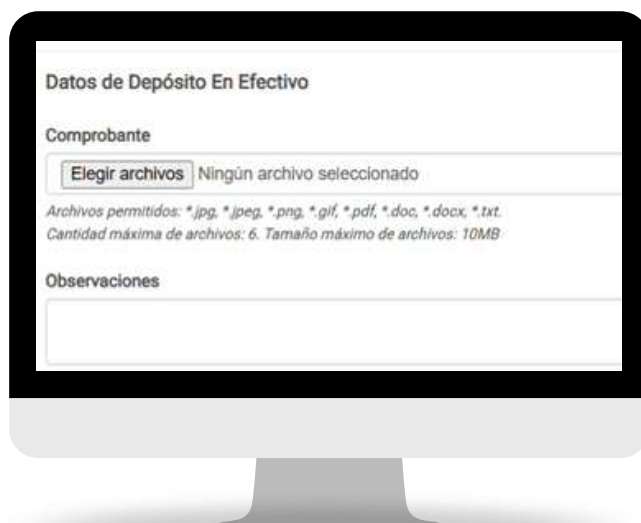 Datos de Depósito En Efectivo
Comprobante
Elegir archivos Ningún archivo seleccionado
Archivos permitidos: *.jpg, *.jpeg, *.png, *.gif, *.pdf, *.doc, *.docx, *.txt.
Cantidad máxima de archivos: 6. Tamaño máximo de archivos: 10MB
Observaciones